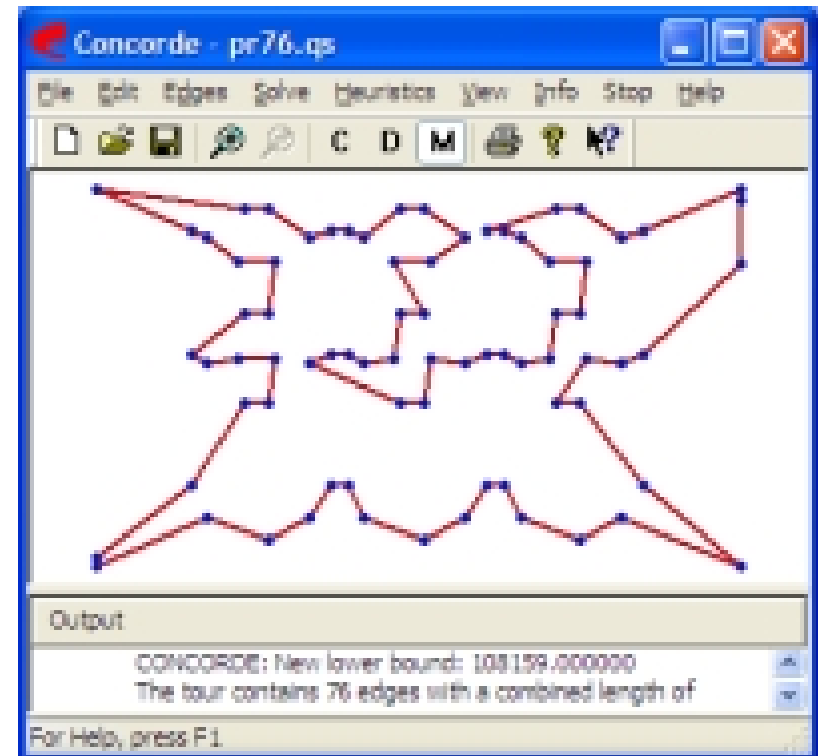 Concorde - pr76.qs
File Edit Edges Solve Heuristics View Info Stop Help
C D M
Output
CONCORDE: New lower bound: 108159.000000
The tour contains 76 edges with a combined length of
For Help, press F1